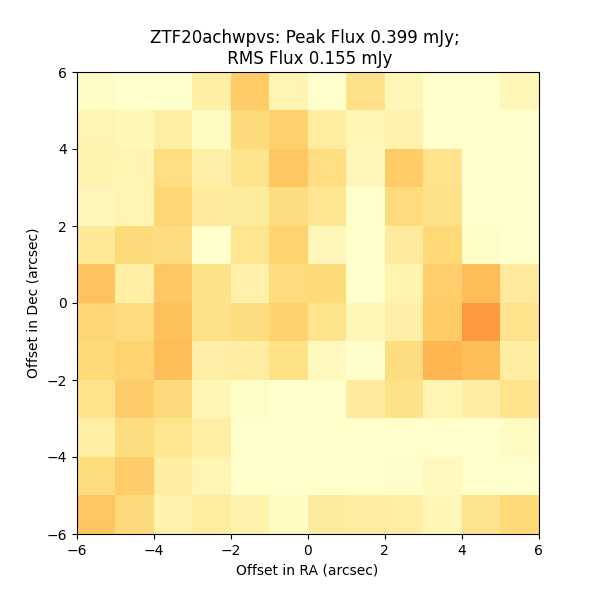 ZTF20achwpvs: Peak Flux 0.399 mJy;
RMS Flux 0.155 mJy
6
4
2
0
−2
−4
−6
Offset in Dec (arcsec)
−6 −4 −2 0 2 4 6
Offset in RA (arcsec)